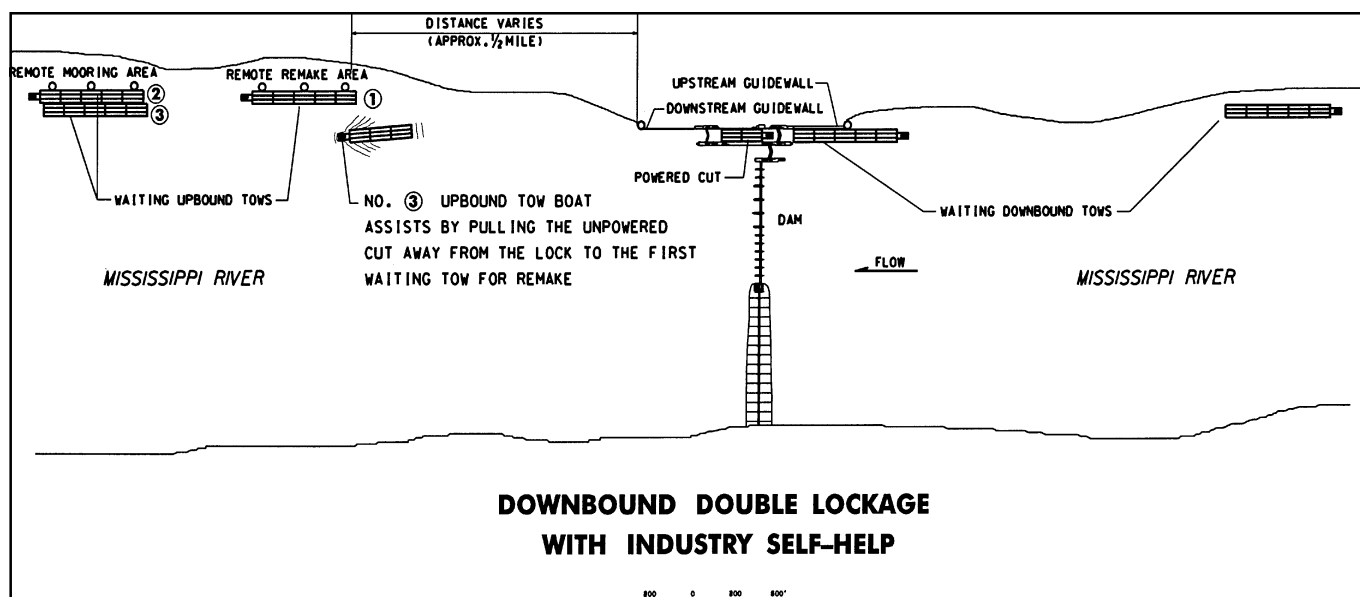 DISTANCE VARIES
(APPROX. ½ MILE)
REMOTE MOORING AREA
REMOTE REMAKE AREA
UPSTREAM GUIDEWALL
DOWNSTREAM GUIDEWALL
②
③
①
POWERED CUT
WAITING UPBOUND TOWS
WAITING DOWNBOUND TOWS
NO. ③ UPBOUND TOW BOAT
ASSISTS BY PULLING THE UNPOWERED
CUT AWAY FROM THE LOCK TO THE FIRST
WAITING TOW FOR REMAKE
DAM
FLOW
MISSISSIPPI RIVER
MISSISSIPPI RIVER
DOWNBOUND DOUBLE LOCKAGE
WITH INDUSTRY SELF–HELP
0